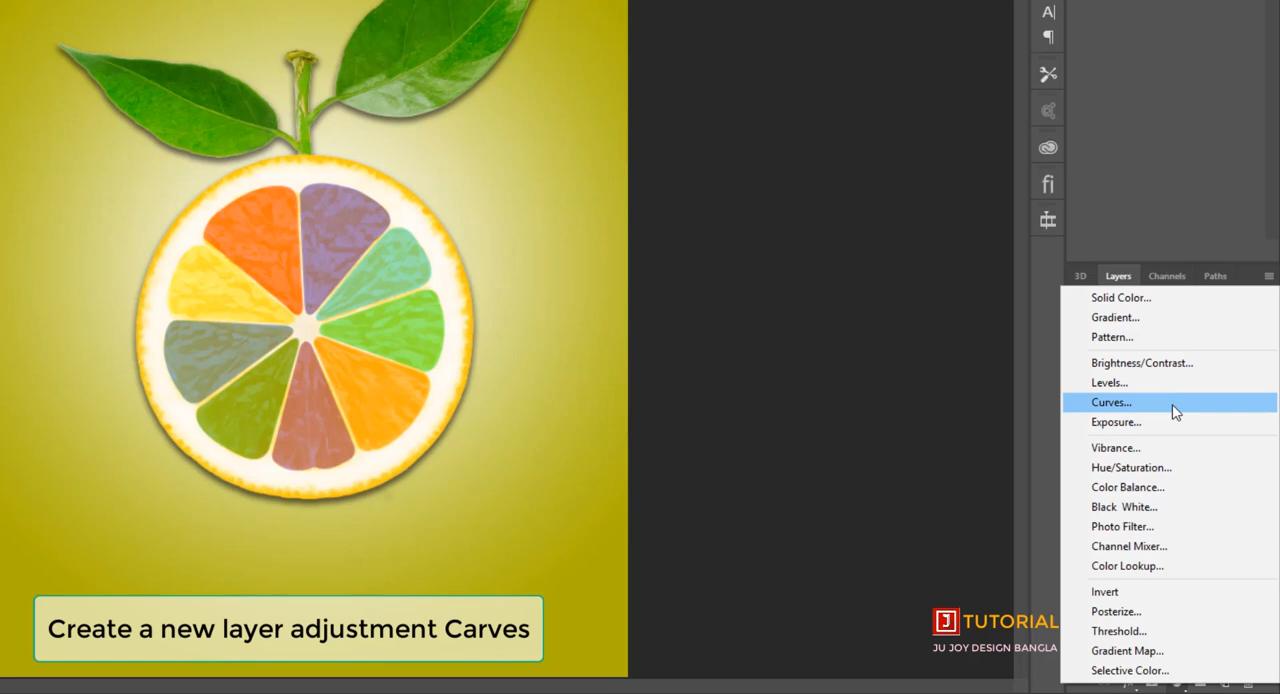 A|
¶
fi
3D Layers Channels Paths
Solid Color...
Gradient...
Pattern...
Brightness/Contrast...
Levels...
Curves...
Exposure...
Vibrance...
Hue/Saturation...
Color Balance...
Black White...
Photo Filter...
Channel Mixer...
Color Lookup...
Invert
Posterize...
Threshold...
Gradient Map...
Selective Color...
Create a new layer adjustment Carves
J TUTORIAL
JU JOY DESIGN BANGLA